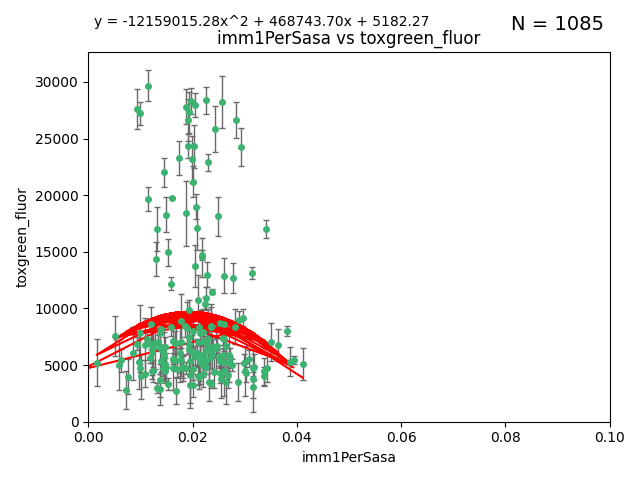 y = -12159015.28x^2 + 468743.70x + 5182.27
N = 1085
imm1PerSasa vs toxgreen_fluor
30000
25000
20000
15000
10000
5000
0
toxgreen_fluor
0.00 0.02 0.04 0.06 0.08 0.10
imm1PerSasa